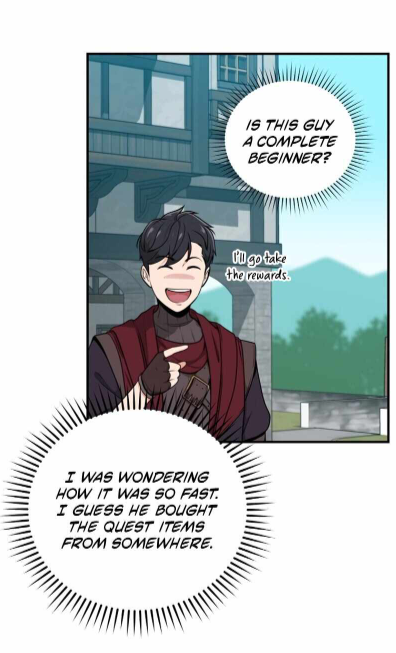 IS THIS GUY
A COMPLETE
BEGINNER?
I'll go take
the rewards.
I WAS WONDERING
HOW IT WAS SO FAST.
I GUESS HE BOUGHT
THE QUEST ITEMS
FROM SOMEWHERE.